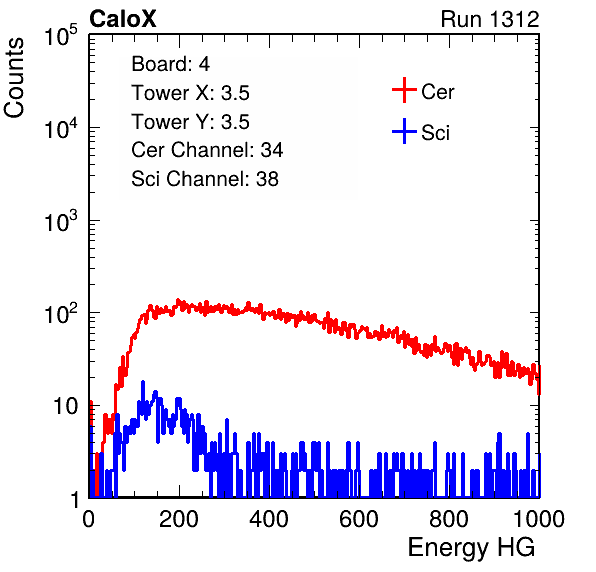 CaloX Run 1312
Board: 4
Tower X: 3.5
Tower Y: 3.5
Cer Channel: 34
Sci Channel: 38
Cer
Sci
Counts
10^5
10^4
10^3
10^2
10
1
0 200 400 600 800 1000
Energy HG